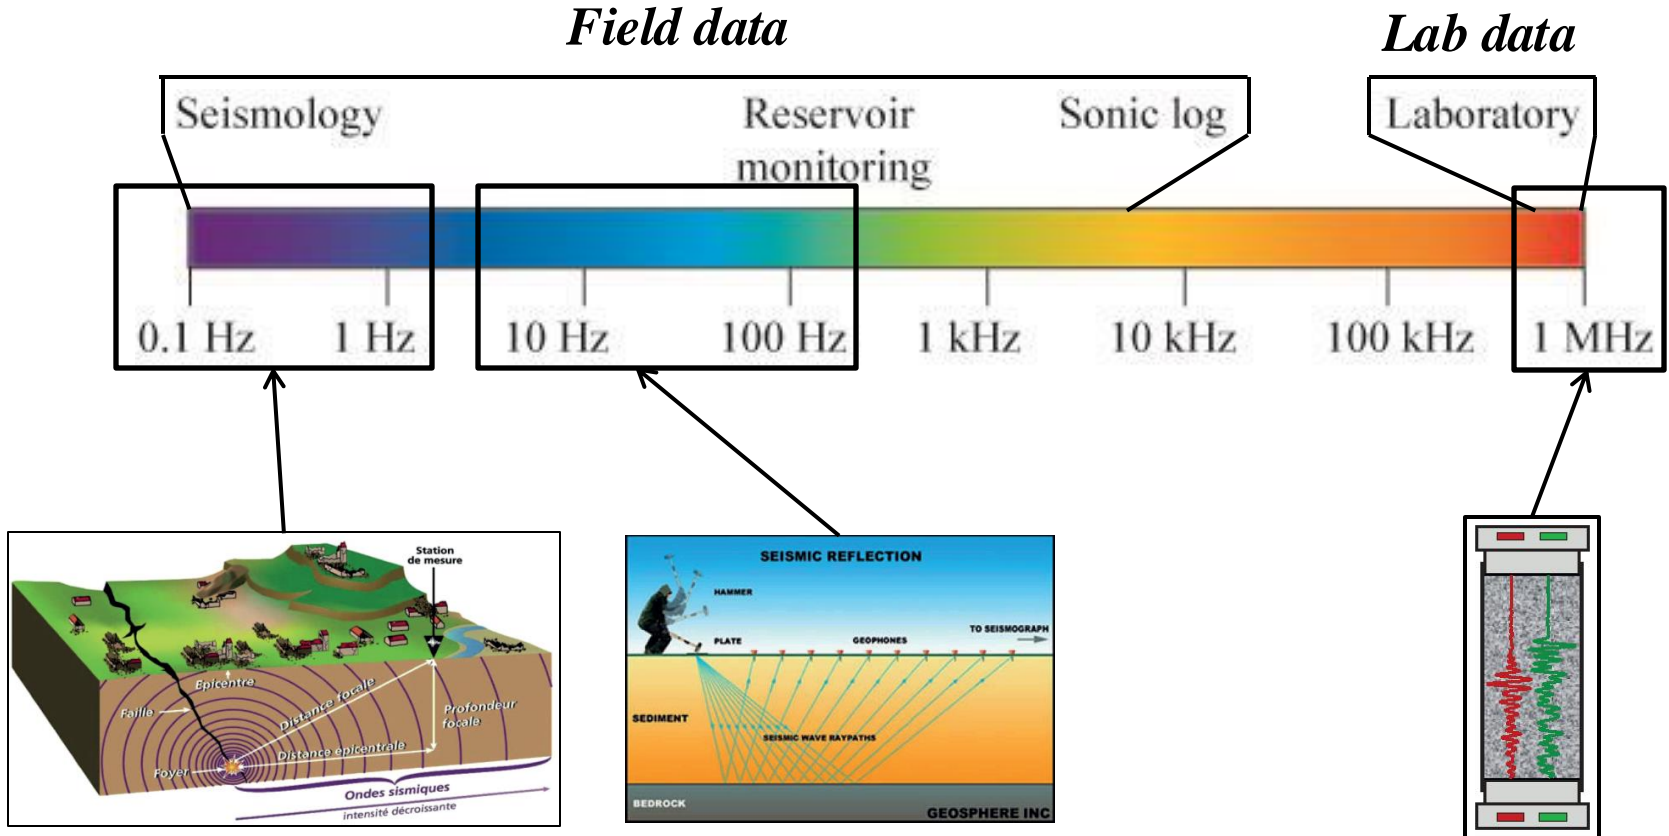 Field data
Lab data
Seismology
Reservoir
monitoring
Sonic log
Laboratory
0.1 Hz
1 Hz
10 Hz
100 Hz
1 kHz
10 kHz
100 kHz
1 MHz
Station
de mesure
Epicentre
Faille
Distance focale
Profondeur
focale
Distance épicentrale
Foyer
Ondes sismiques
intensité décroissante
SEISMIC REFLECTION
HAMMER
PLATE
GEOPHONES
TO SEISMOGRAPH
SEDIMENT
SEISMIC WAVE RAYPATHS
BEDROCK
GEOSPHERE INC